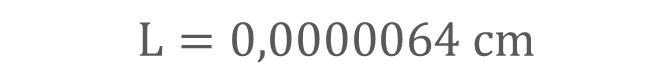 L = 0,0000064 cm